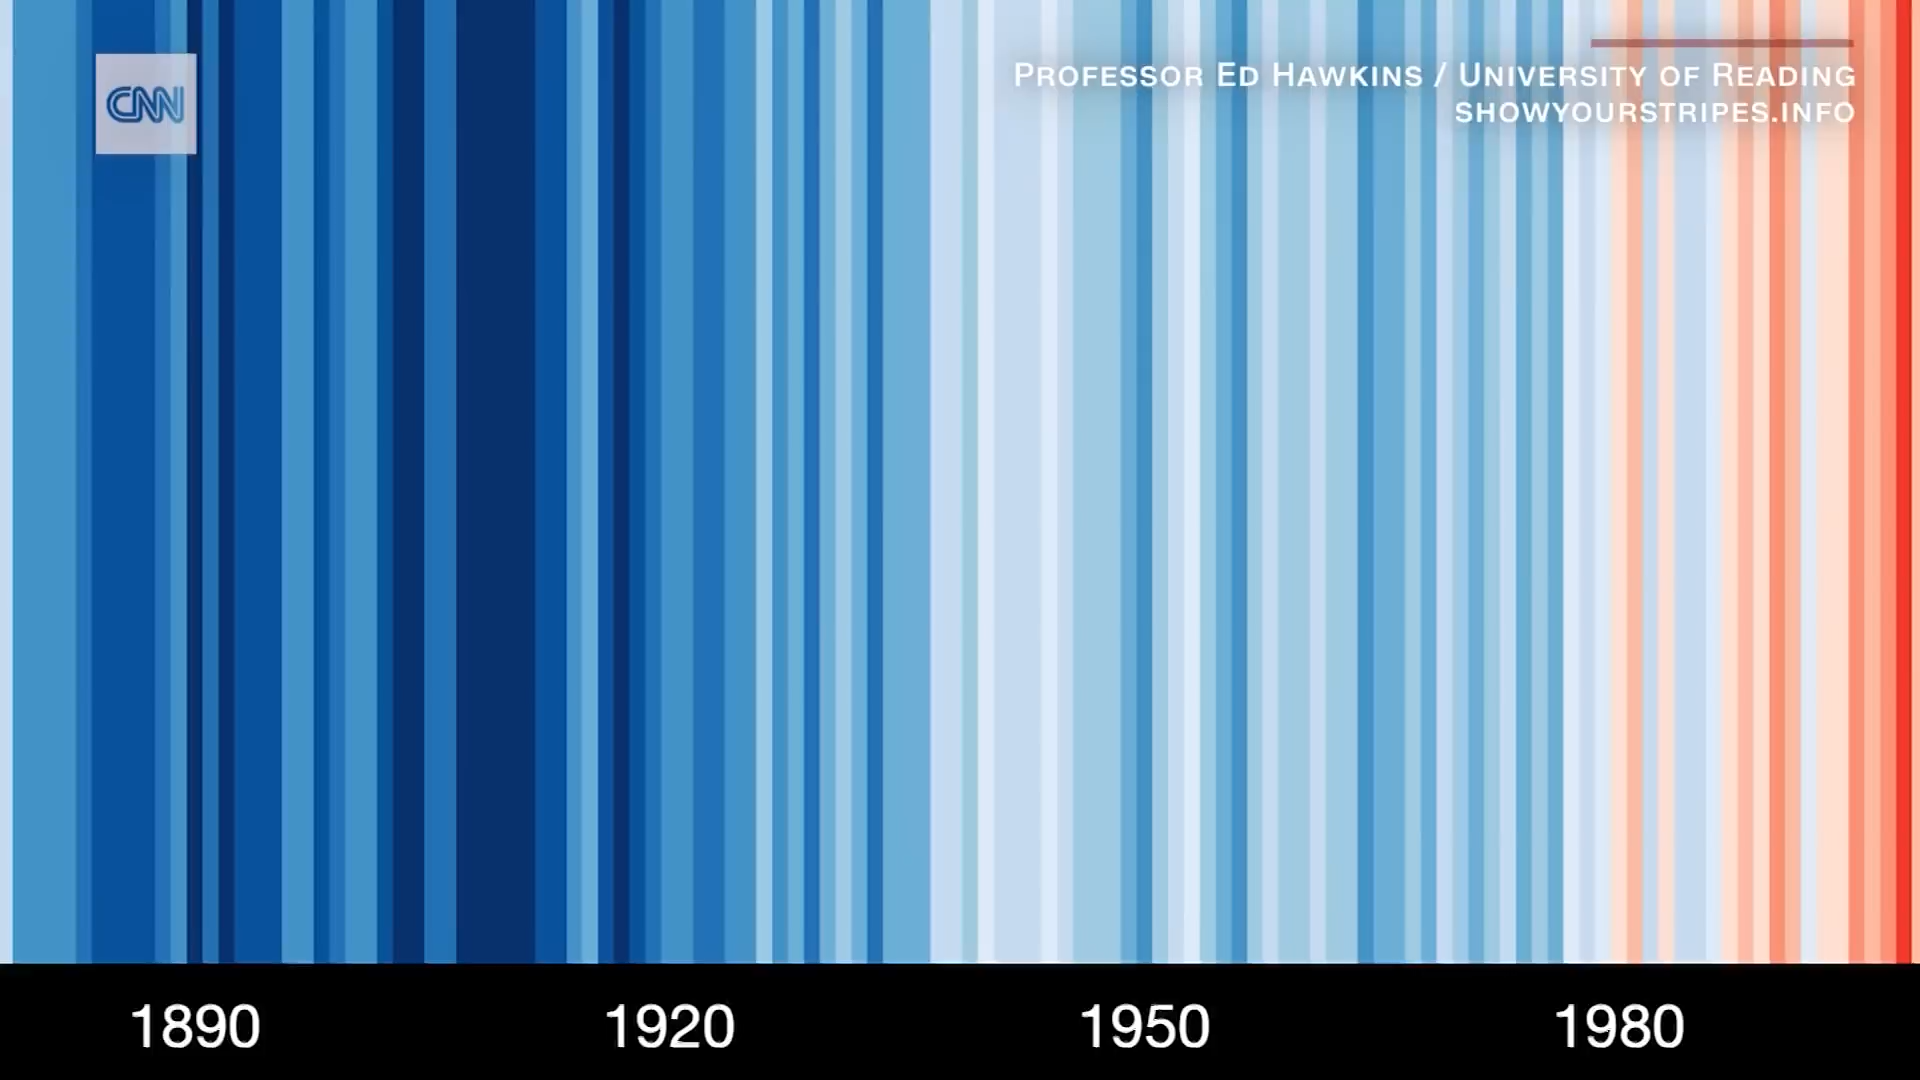 CNN
PROFESSOR ED HAWKINS / UNIVERSITY OF READING
SHOWYOURSTRIPES.INFO
1890 1920 1950 1980